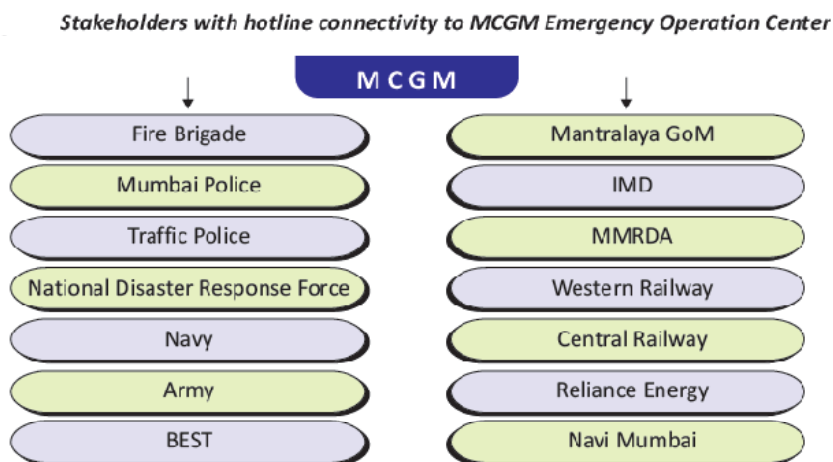 Stakeholders with hotline connectivity to MCGM Emergency Operation Center
MCGM
Fire Brigade
Mumbai Police
Traffic Police
National Disaster Response Force
Navy
Army
BEST
Mantralaya GoM
IMD
MMRDA
Western Railway
Central Railway
Reliance Energy
Navi Mumbai